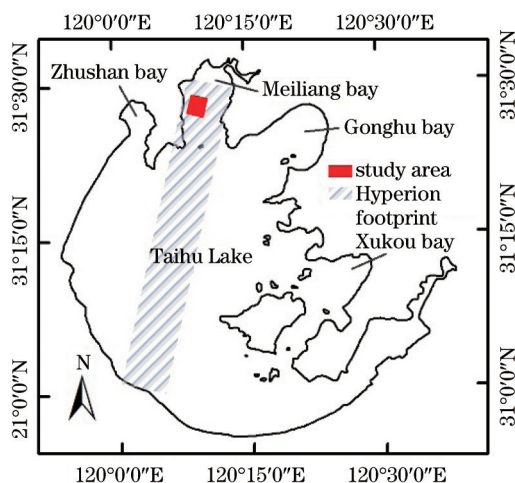 120°0′0″E 120°15′0″E 120°30′0″E
31°30′0″N
31°15′0″N
21°0′0″N
Zhushan bay
Meiliang bay
Gonghu bay
study area
Hyperion
footprint
Xukou bay
Taihu Lake
N
31°30′0″N
31°15′0″N
31°0′0″N
120°0′0″E 120°15′0″E 120°30′0″E